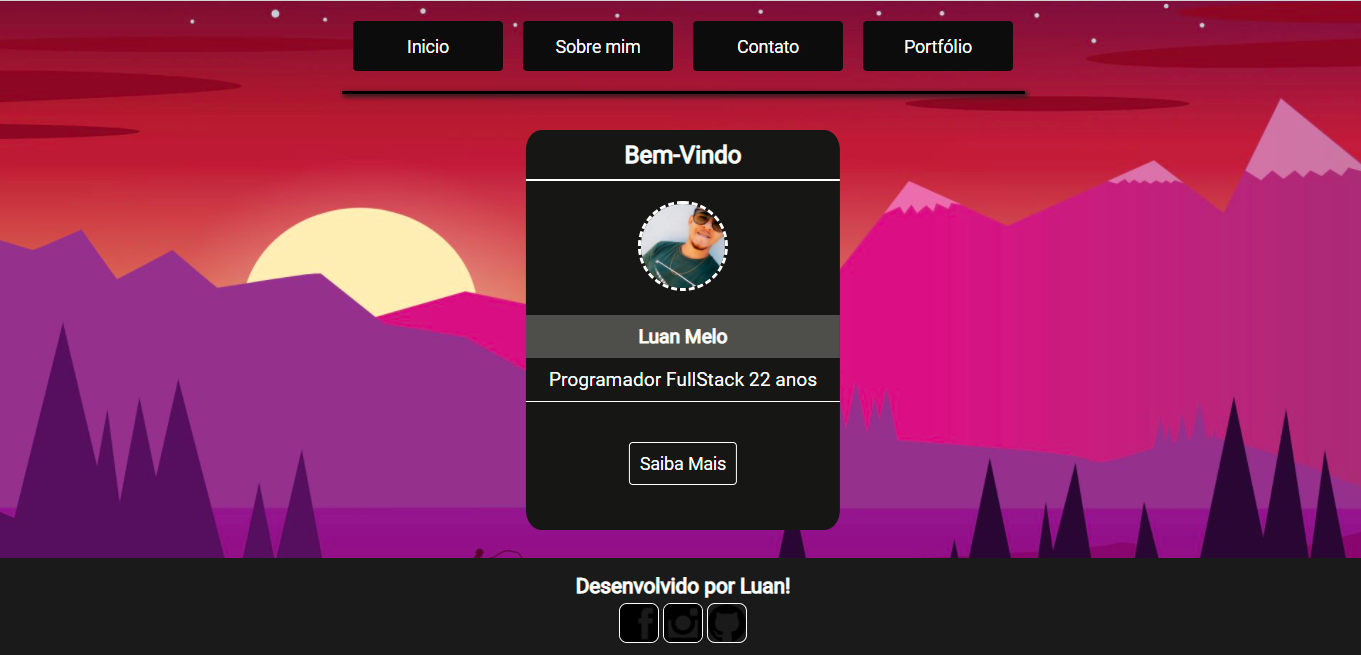 Inicio
Sobre mim
Contato
Portfólio
Bem-Vindo
Luan Melo
Programador FullStack 22 anos
Saiba Mais
Desenvolvido por Luan!